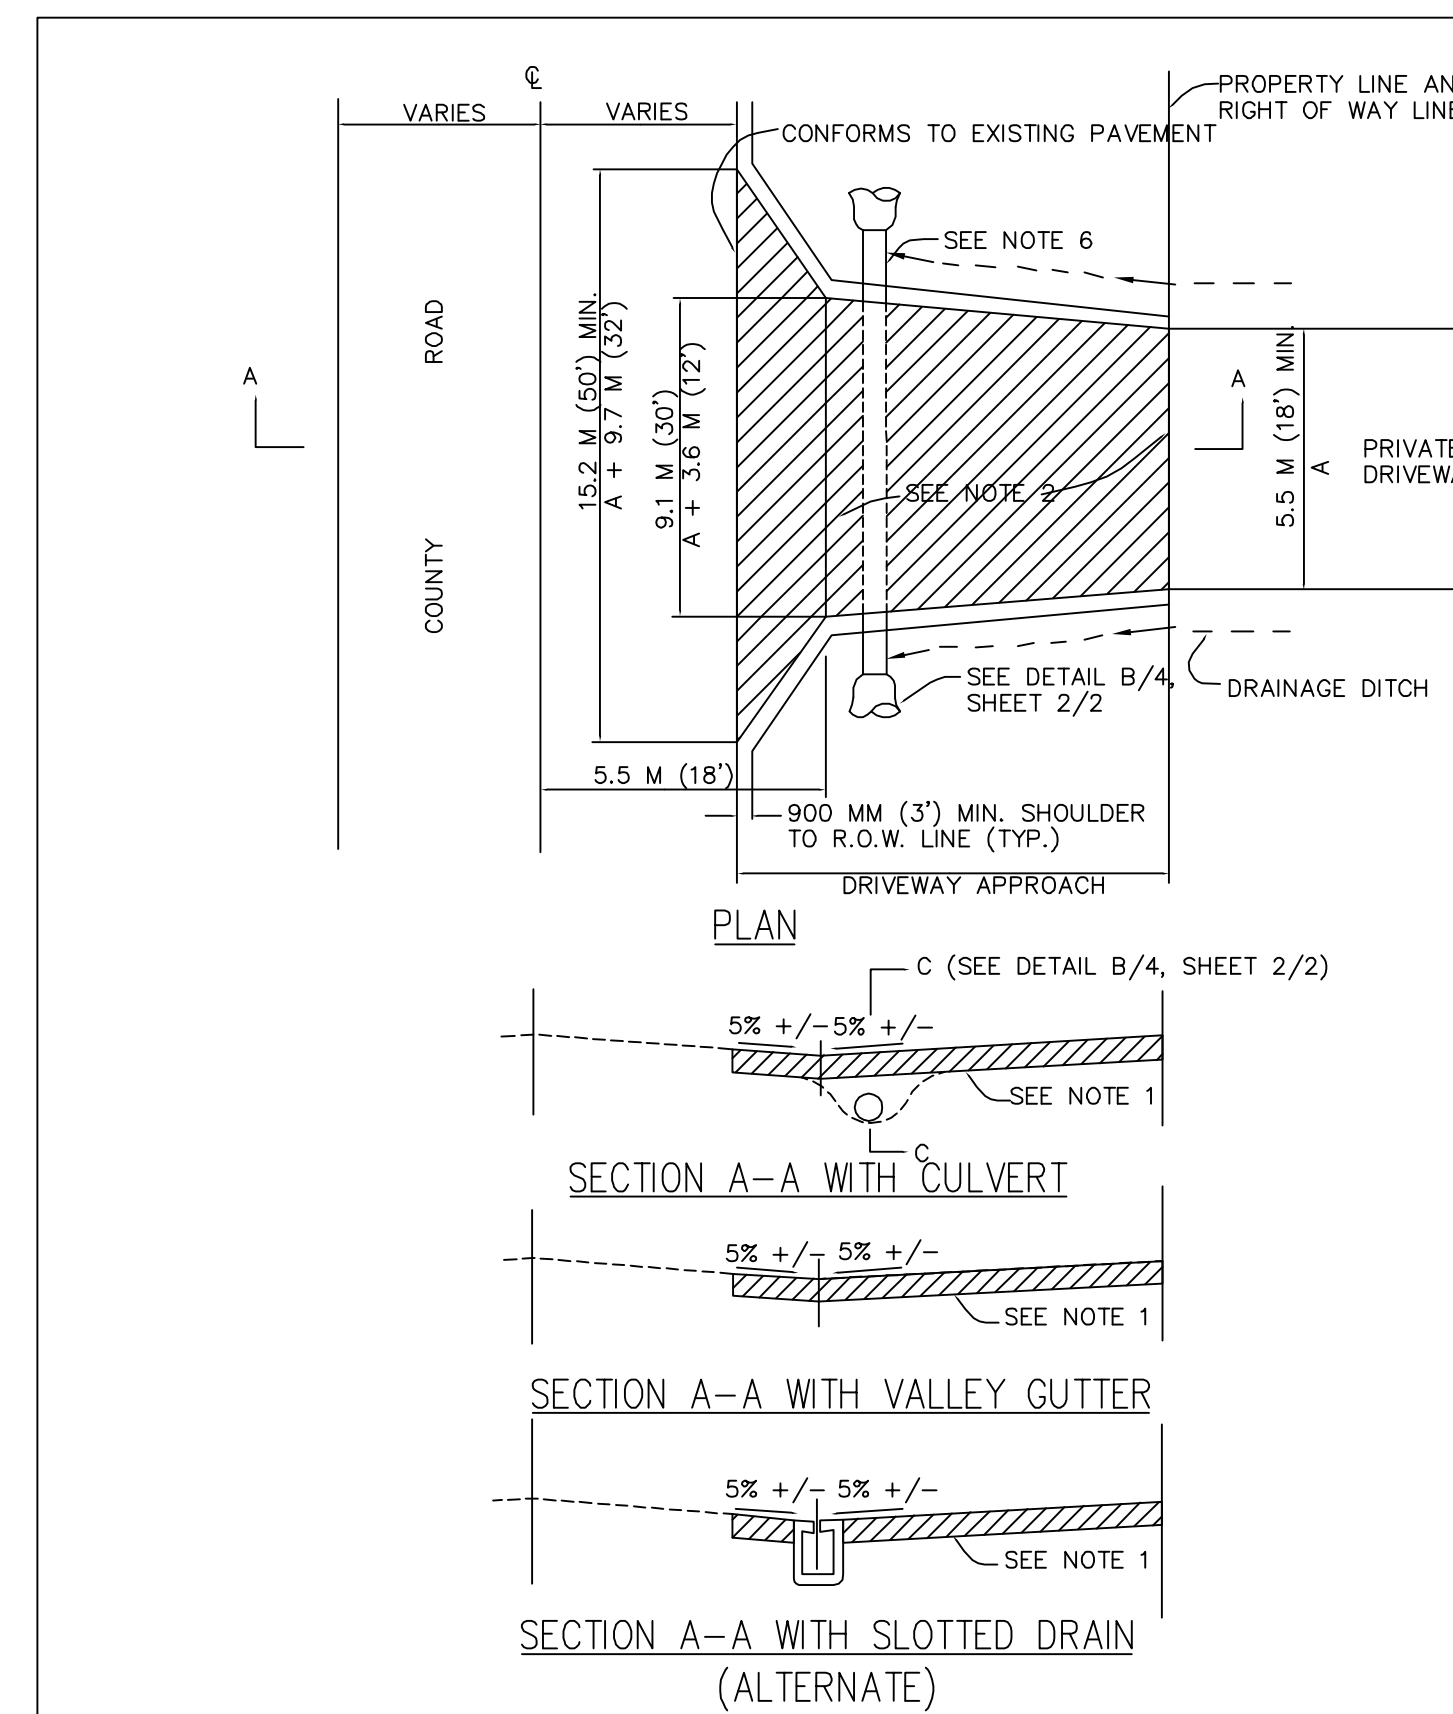 ℄
VARIES
VARIES
PROPERTY LINE AN
RIGHT OF WAY LINE
CONFORMS TO EXISTING PAVEMENT
SEE NOTE 6
ROAD
COUNTY
15.2 M (50') MIN.
A + 9.7 M (32')
9.1 M (30')
A + 3.6 M (12')
A
A
5.5 M (18') MIN.
A
PRIVATE
DRIVEWA
SEE NOTE 2
SEE DETAIL B/4,
SHEET 2/2
DRAINAGE DITCH
5.5 M (18')
900 MM (3') MIN. SHOULDER
TO R.O.W. LINE (TYP.)
DRIVEWAY APPROACH
PLAN
C (SEE DETAIL B/4, SHEET 2/2)
5% +/- 5% +/-
SEE NOTE 1
C
SECTION A-A WITH CULVERT
5% +/- 5% +/-
SEE NOTE 1
SECTION A-A WITH VALLEY GUTTER
5% +/- 5% +/-
SEE NOTE 1
SECTION A-A WITH SLOTTED DRAIN
(ALTERNATE)